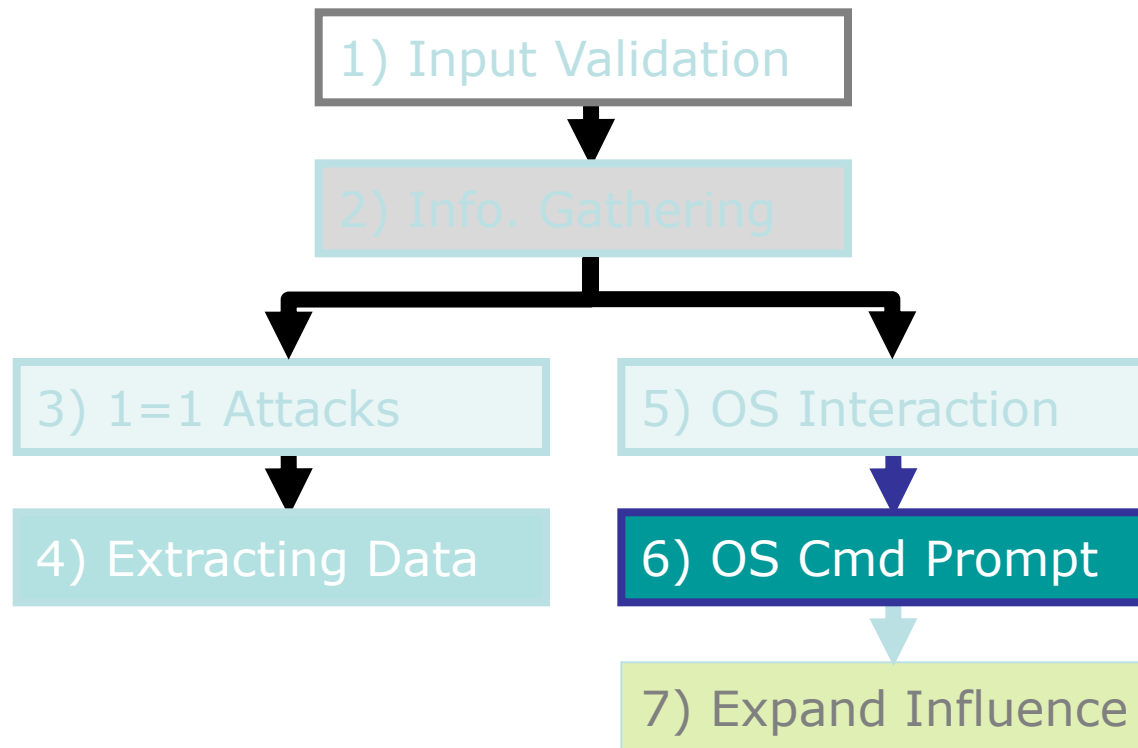 1) Input Validation
2) Info. Gathering
3) 1=1 Attacks
5) OS Interaction
4) Extracting Data
6) OS Cmd Prompt
7) Expand Influence